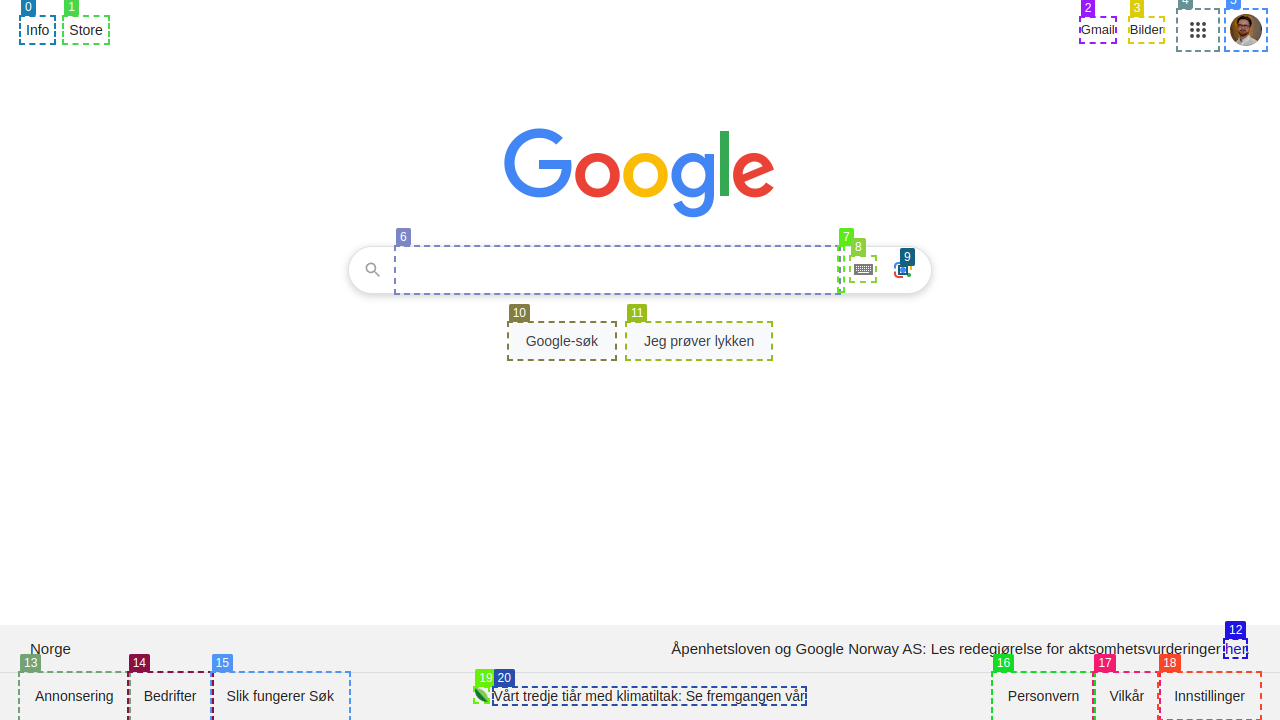 0 1 2 3 4 5
Info Store Gmail Bilder
Google
6 7 8 9
10 11
Google-søk Jeg prøver lykken
12
Norge Åpenhetsloven og Google Norway AS: Les redegjørelse for aktsomhetsvurderinger her
13 14 15 19 20 16 17 18
Annonsering Bedrifter Slik fungerer Søk Vårt tredje tiår med klimatiltak: Se fremgangen vår Personvern Vilkår Innstillinger